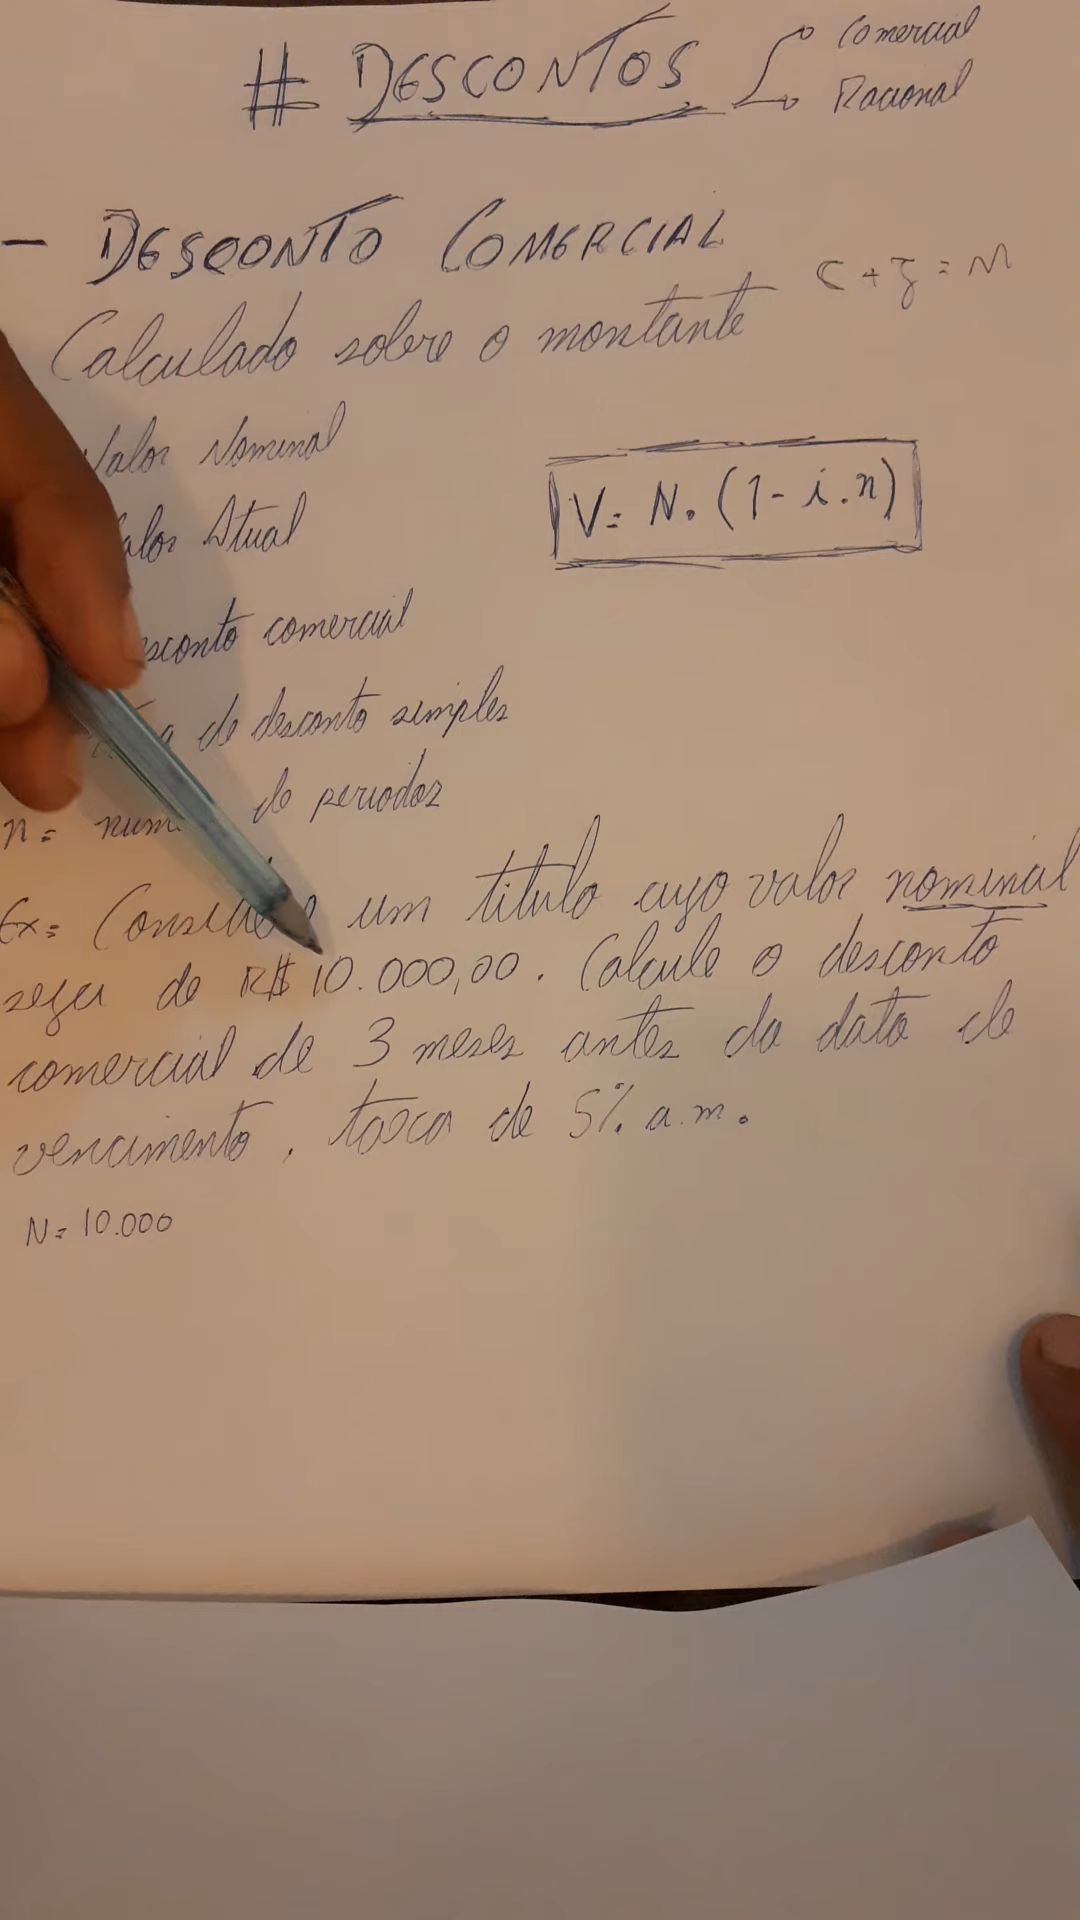 # DESCONTOS
Comercial
Racional
- DESCONTO COMERCIAL
C + J = M
Calculado sobre o montante
Valor Nominal
Valor Atual
V = N . (1 - i . n)
esconto comercial
de desconto simples
n = num de periodos
Ex= Conside um titulo cujo valor nominal
seja de R$ 10.000,00. Calcule o desconto
comercial de 3 meses antes da data de
vencimento, taxa de 5% a.m.
N = 10.000